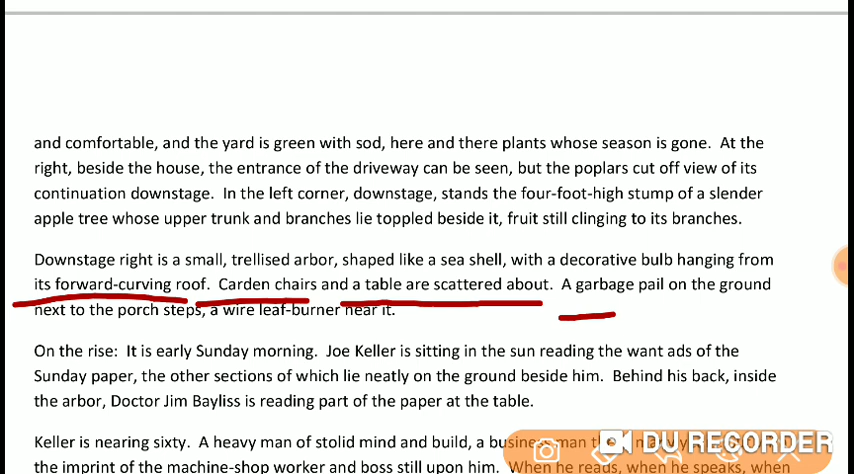 and comfortable, and the yard is green with sod, here and there plants whose season is gone.  At the
right, beside the house, the entrance of the driveway can be seen, but the poplars cut off view of its
continuation downstage.  In the left corner, downstage, stands the four-foot-high stump of a slender
apple tree whose upper trunk and branches lie toppled beside it, fruit still clinging to its branches.
Downstage right is a small, trellised arbor, shaped like a sea shell, with a decorative bulb hanging from
its forward-curving roof.  Carden chairs and a table are scattered about.  A garbage pail on the ground
next to the porch steps, a wire leaf-burner near it.
On the rise:  It is early Sunday morning.  Joe Keller is sitting in the sun reading the want ads of the
Sunday paper, the other sections of which lie neatly on the ground beside him.  Behind his back, inside
the arbor, Doctor Jim Bayliss is reading part of the paper at the table.
Keller is nearing sixty.  A heavy man of stolid mind and build, a business man
the imprint of the machine-shop worker and boss still upon him.  When he reads, when he speaks, when
DU RECORDER